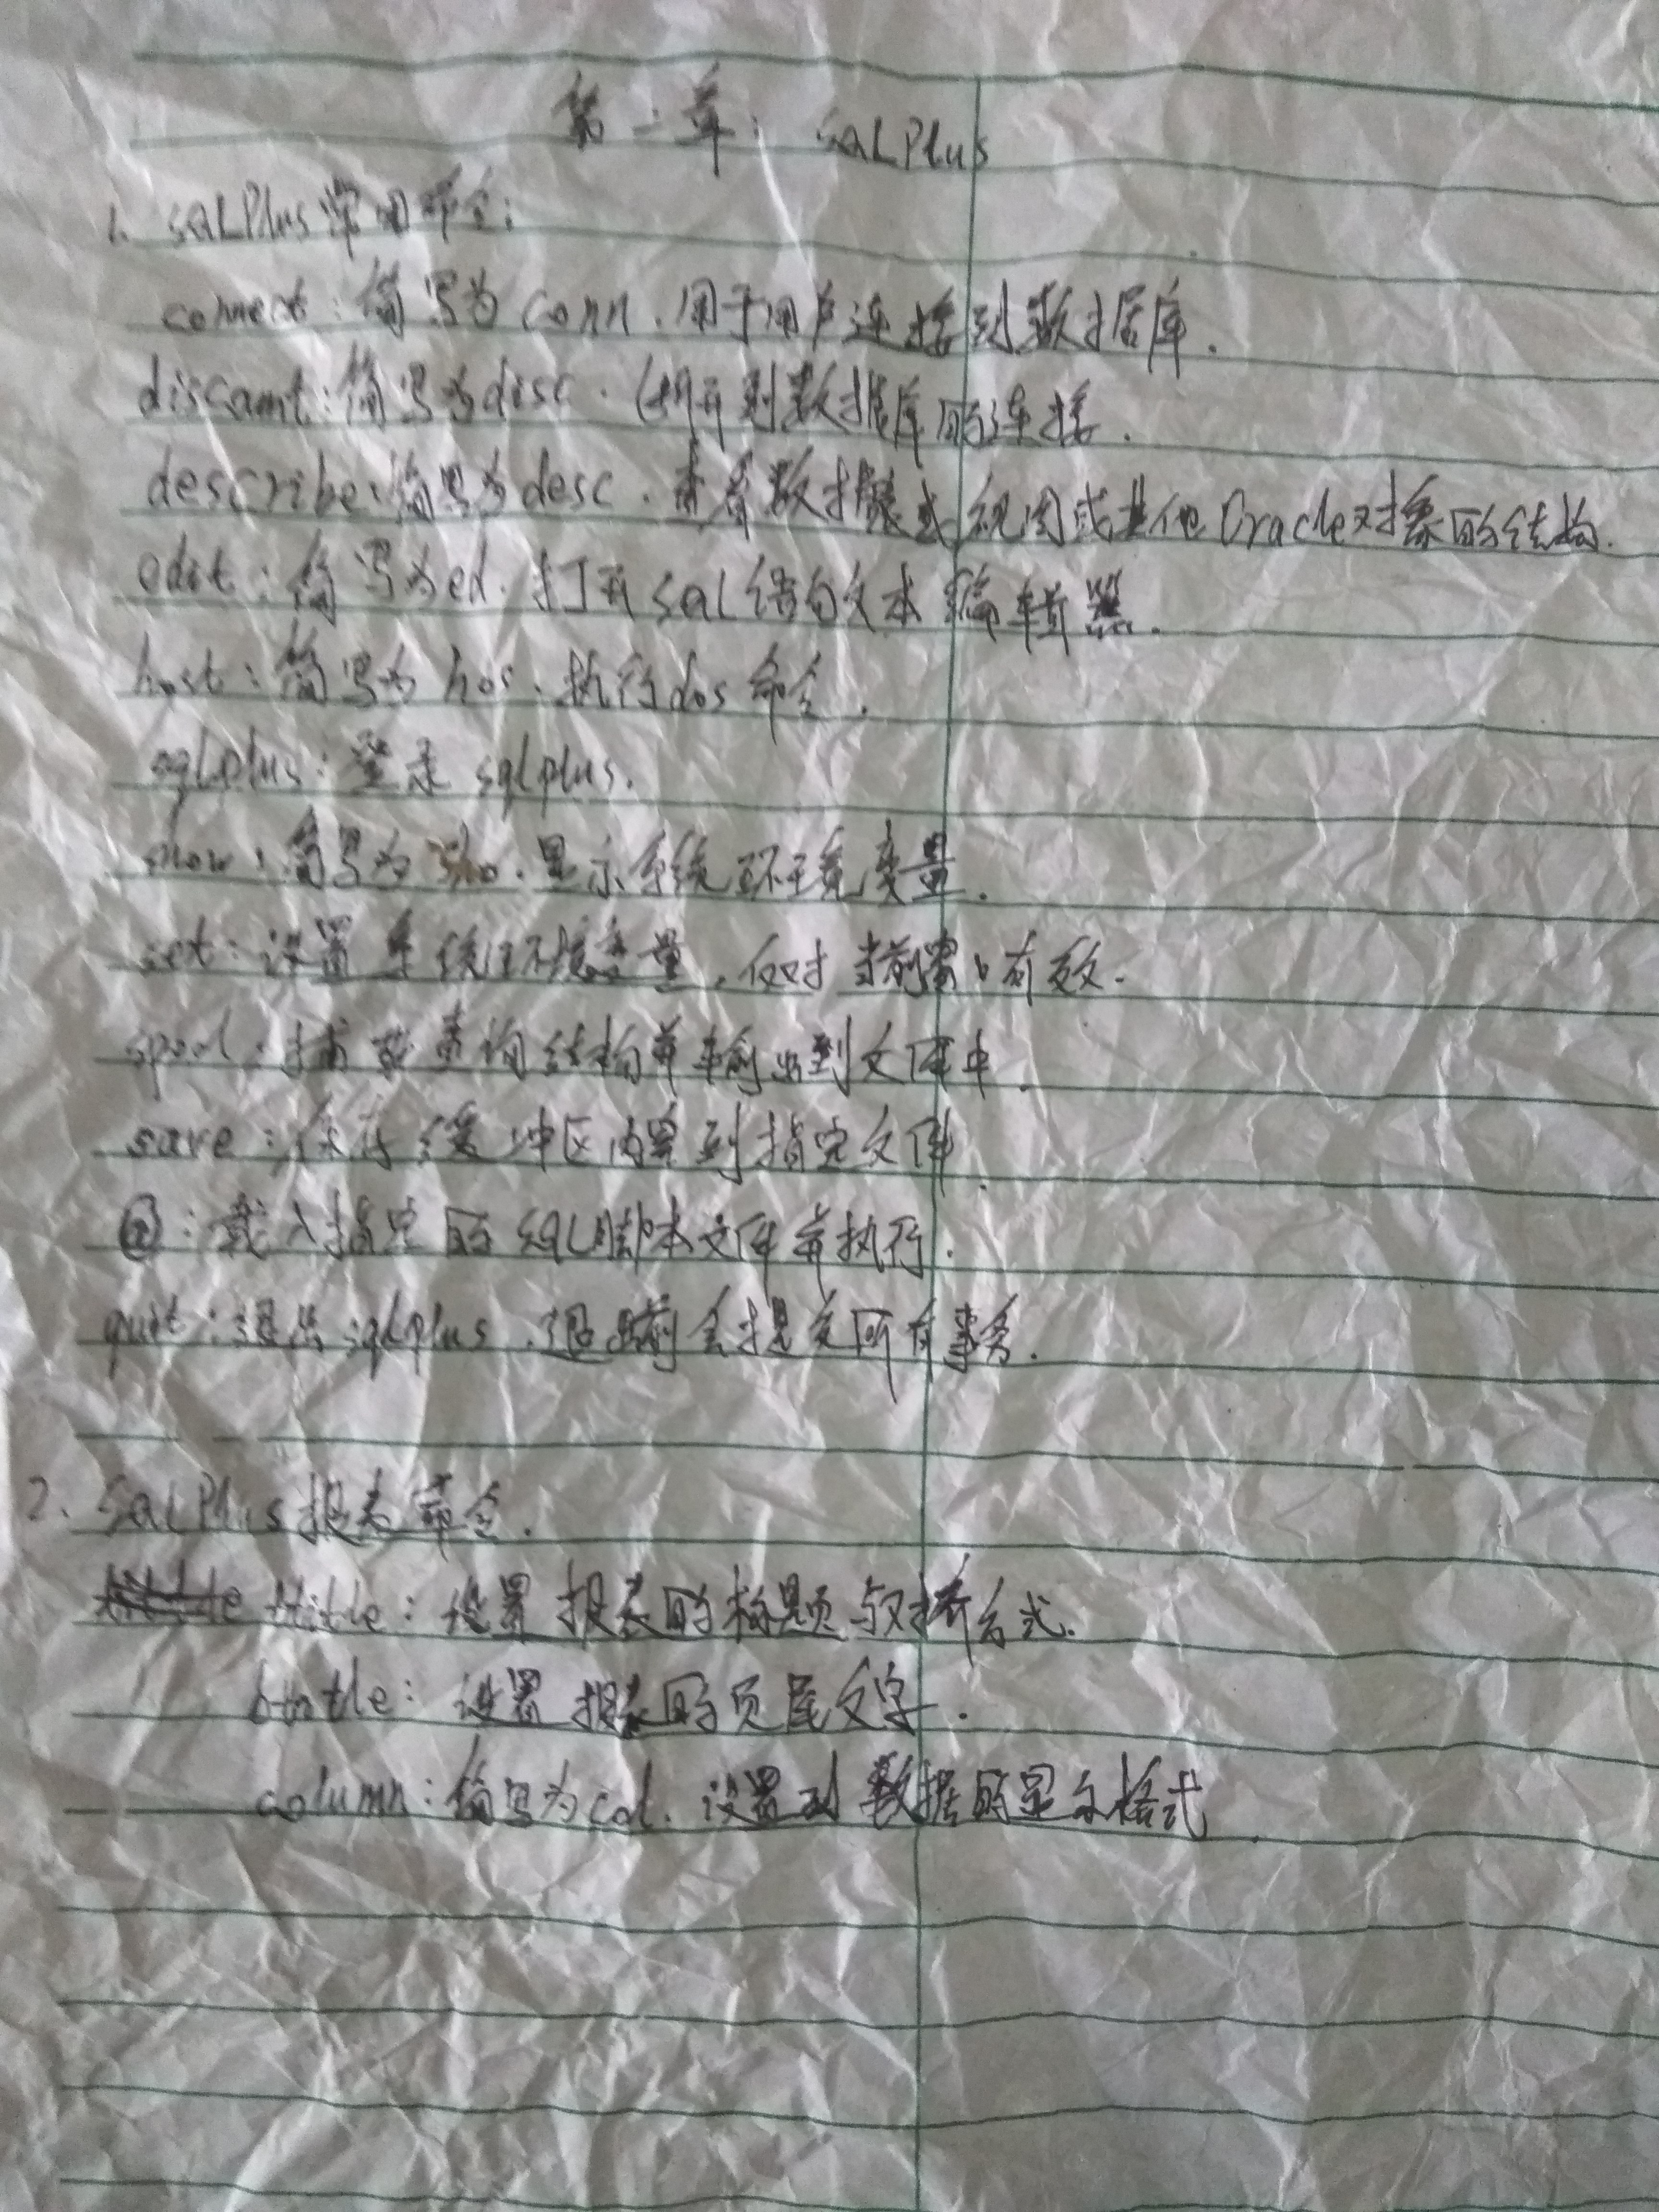 第二章: SQLPlus
1. SQLPlus常用命令:
connect: 简写为conn.用于用户连接到数据库.
简写为disc.切断到数据库的连接.
describe:简写为desc.查看数据表或视图或其他Oracle对象的结构.
edit:简写为ed.打开SQL语句文本编辑器.
host:简写为hos.执行dos命令.
sqlplus:登录sqlplus.
show:简写为sho.显示系统环境变量.
set:设置系统环境变量,仅对当前窗口有效.
spool:捕获查询结构并输出到文件中.
save:保存缓冲区内容到指定文件.
@:载入指定的SQL脚本文件并执行.
quit:退出sqlplus.退出前会提交所有事务.
2. SQLPlus报表命令.
ttitle:设置报表的标题与对齐方式.
btitle:设置报表的页尾文字.
column:简写为col.设置列数据的显示格式.